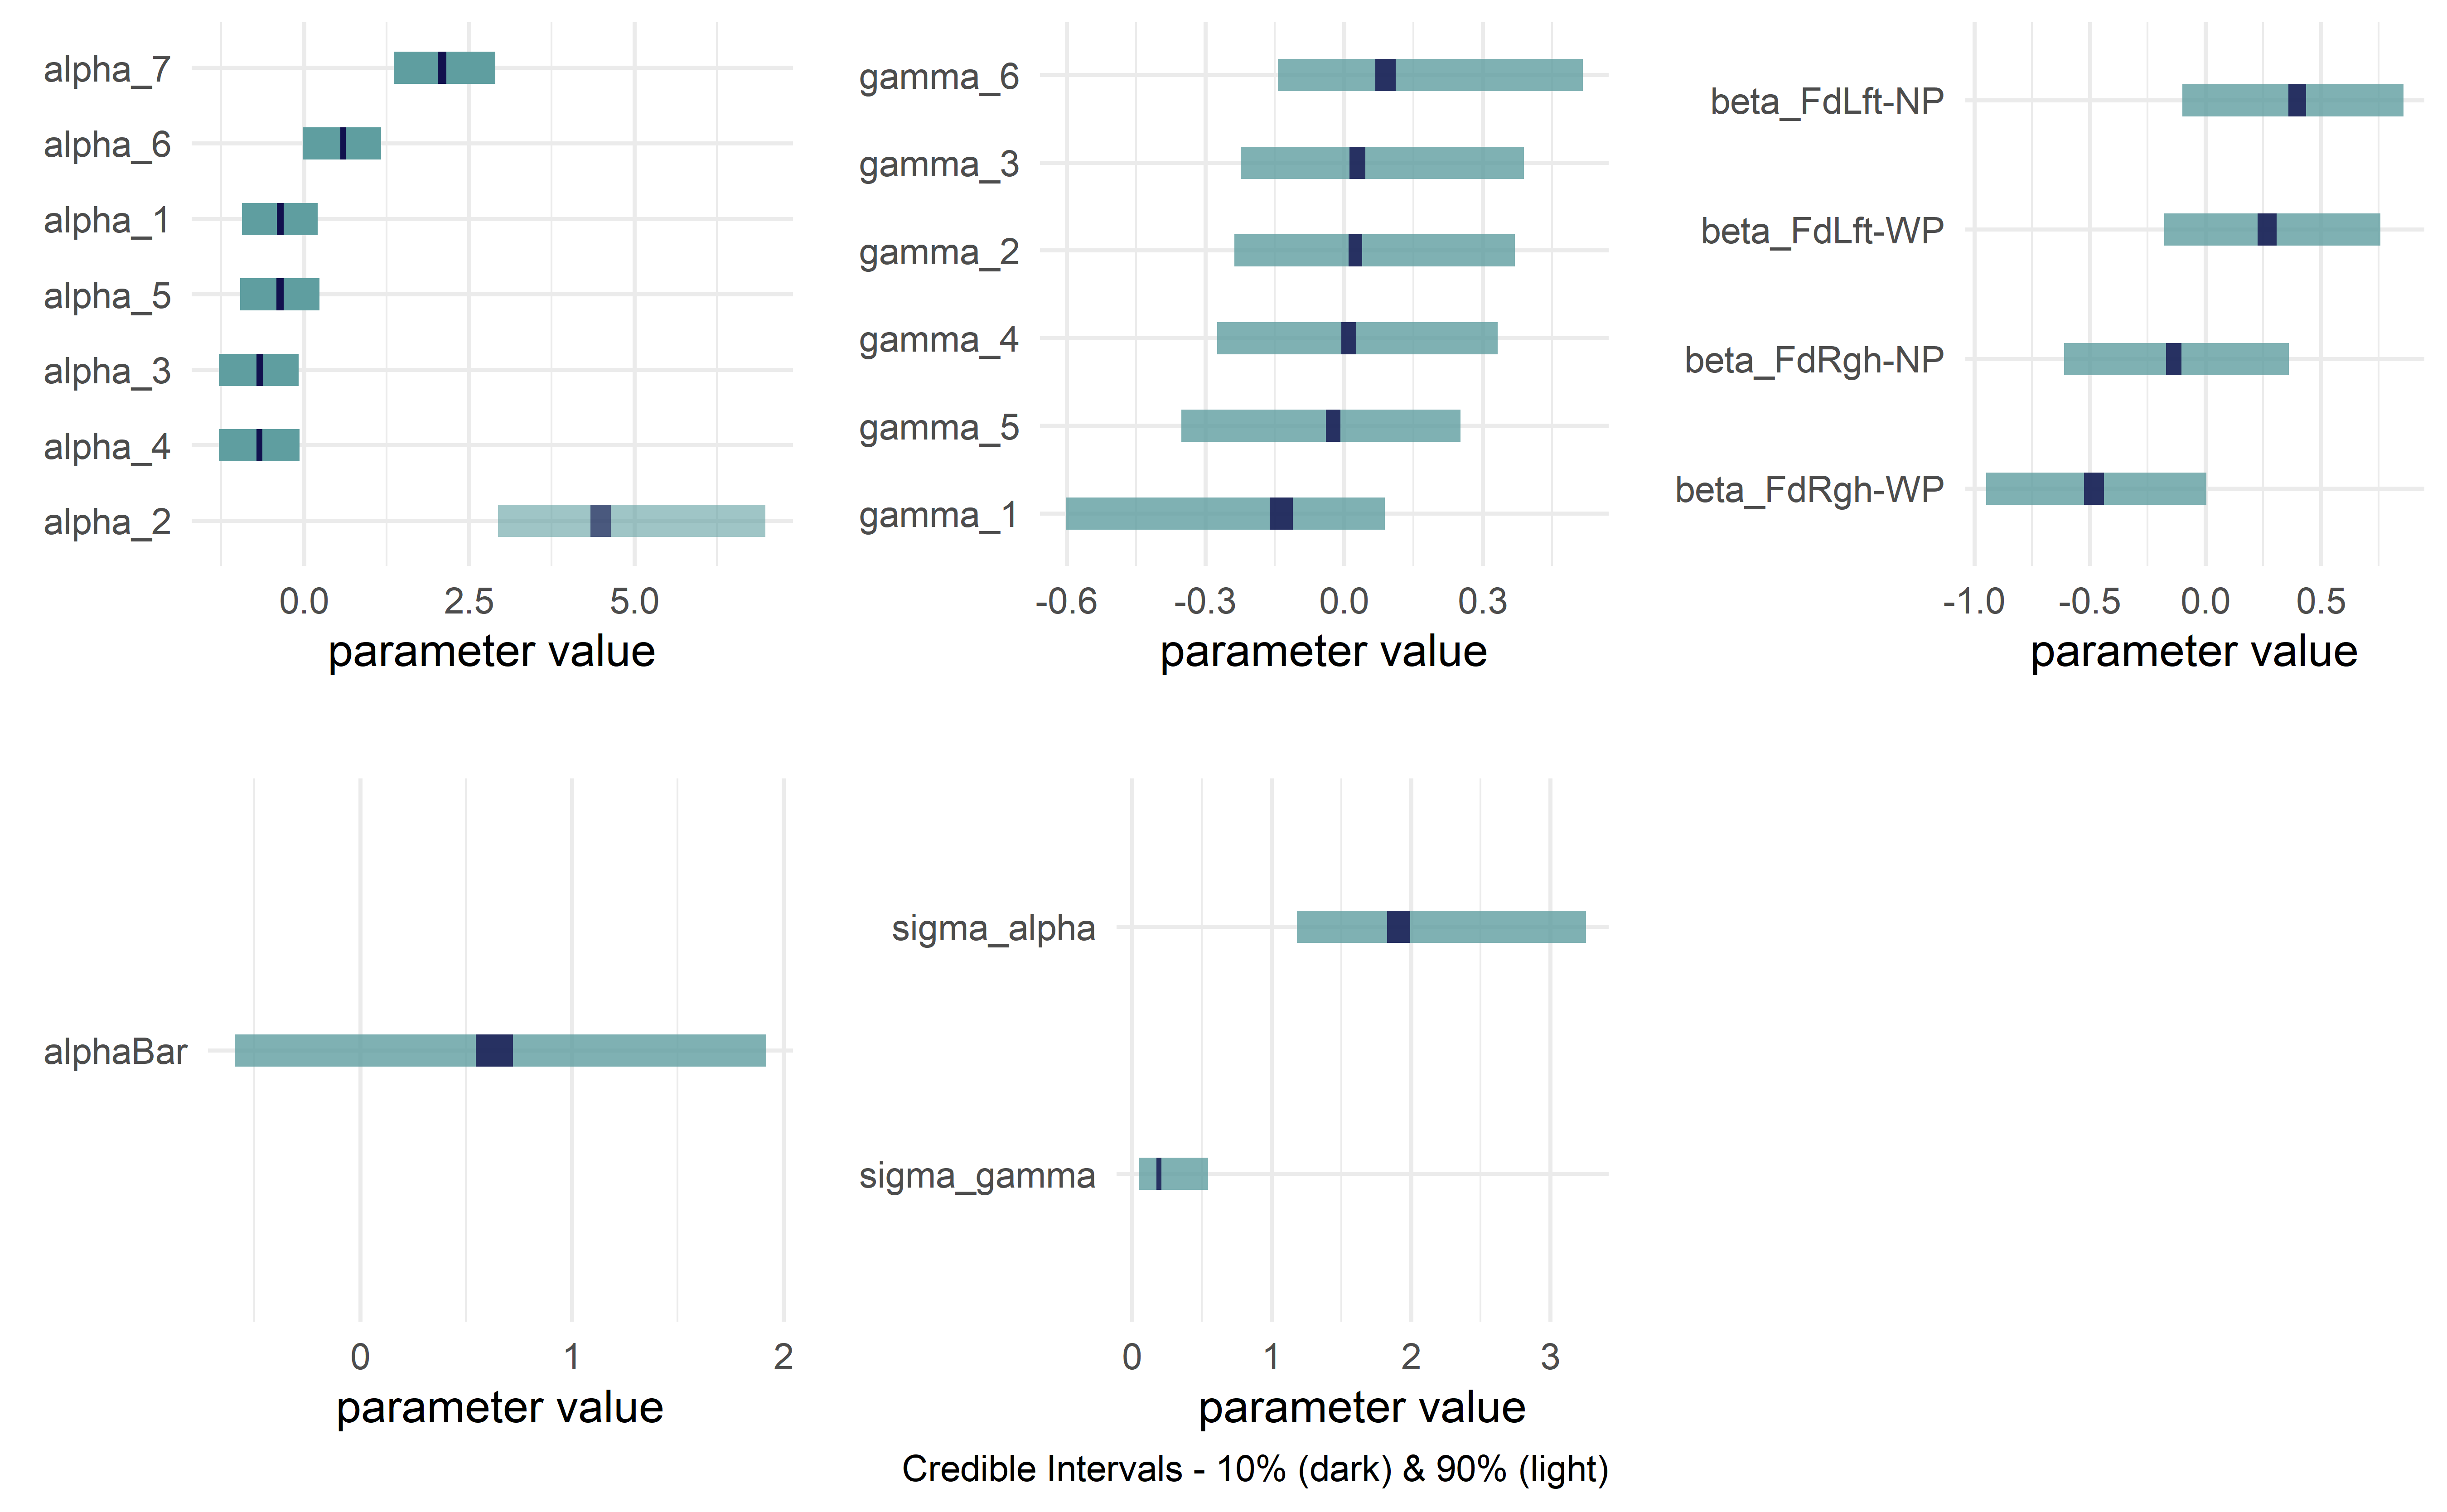 alpha_7
alpha_6
alpha_1
alpha_5
alpha_3
alpha_4
alpha_2
0.0 2.5 5.0
parameter value
gamma_6
gamma_3
gamma_2
gamma_4
gamma_5
gamma_1
-0.6 -0.3 0.0 0.3
parameter value
beta_FdLft-NP
beta_FdLft-WP
beta_FdRgh-NP
beta_FdRgh-WP
-1.0 -0.5 0.0 0.5
parameter value
alphaBar
0 1 2
parameter value
sigma_alpha
sigma_gamma
0 1 2 3
parameter value
Credible Intervals - 10% (dark) & 90% (light)